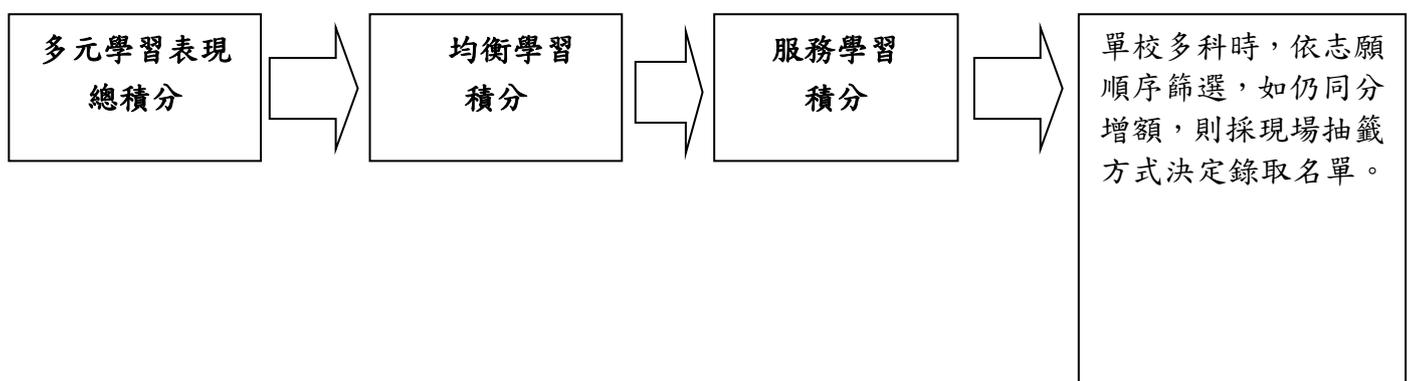 多元學習表現
總積分
均衡學習
積分
服務學習
積分
單校多科時，依志願
順序篩選，如仍同分
增額，則採現場抽籤
方式決定錄取名單。